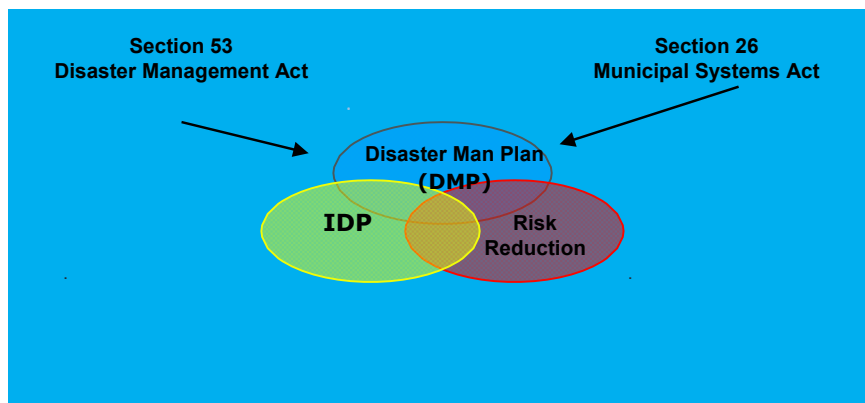 Section 53
Disaster Management Act
Section 26
Municipal Systems Act
Disaster Man Plan
(DMP)
IDP
Risk
Reduction